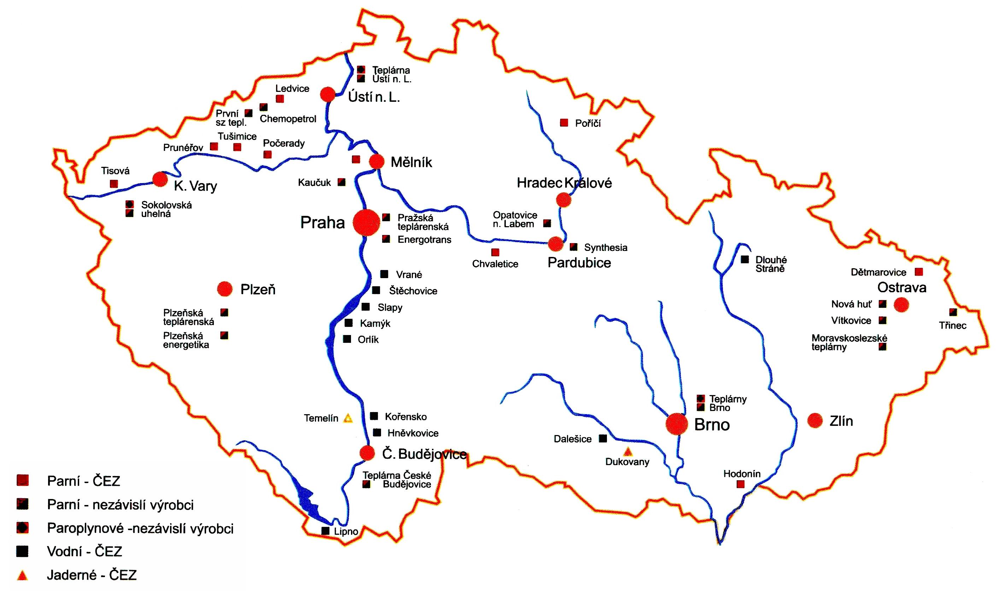 Teplárna
Ústí n. L.
Ledvice
Ústí n. L.
První
sz tepl.
Chemopetrol
Poříčí
Tušimice
Prunéřov
Počerady
Mělník
Tisová
K. Vary
Kaučuk
Hradec Králové
Sokolovská
uhelná
Praha
Pražská
teplárenská
Energotrans
Opatovice
n. Labem
Synthesia
Chvaletice
Pardubice
Dlouhé
Stráně
Dětmarovice
Ostrava
Vrané
Štěchovice
Plzeň
Slapy
Nová huť
Plzeňská
teplárenská
Kamýk
Vítkovice
Třinec
Plzeňská
energetika
Orlík
Moravskoslezské
teplárny
Teplárny
Brno
Temelín
Kořensko
Hněvkovice
Brno
Zlín
Dalešice
Č. Budějovice
Dukovany
Teplárna České
Budějovice
Hodonín
Lipno
Parní - ČEZ
Parní - nezávislí výrobci
Paroplynové -nezávislí výrobci
Vodní - ČEZ
Jaderné - ČEZ